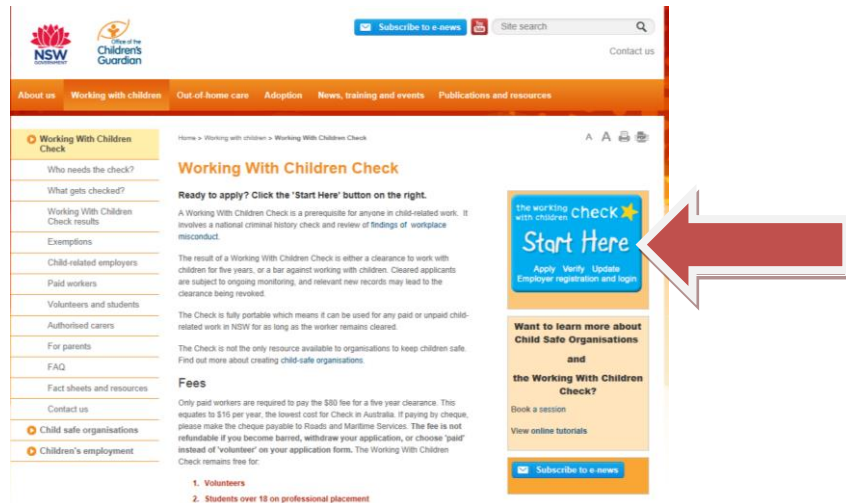 Subscribe to e-news
You Tube
Site search
NSW
GOVERNMENT
Office of the
Children's
Guardian
Contact us
About us Working with children Out-of-home care Adoption News, training and events Publications and resources
Working With Children
Check
Who needs the check?
What gets checked?
Working With Children
Check results
Exemptions
Child-related employers
Paid workers
Volunteers and students
Authorised carers
For parents
FAQ
Fact sheets and resources
Contact us
Child safe organisations
Children's employment
Home > Working with children > Working With Children Check
A A
Working With Children Check
Ready to apply? Click the 'Start Here' button on the right.
A Working With Children Check is a prerequisite for anyone in child-related work. It
involves a national criminal history check and review of findings of workplace
misconduct.
The result of a Working With Children Check is either a clearance to work with
children for five years, or a bar against working with children. Cleared applicants
are subject to ongoing monitoring, and relevant new records may lead to the
clearance being revoked.
The Check is fully portable which means it can be used for any paid or unpaid child-
related work in NSW for as long as the worker remains cleared.
The Check is not the only resource available to organisations to keep children safe.
Find out more about creating child-safe organisations.
Fees
Only paid workers are required to pay the $80 fee for a five year clearance. This
equates to $16 per year, the lowest cost for Check in Australia. If paying by cheque,
please make the cheque payable to Roads and Maritime Services. The fee is not
refundable if you become barred, withdraw your application, or choose 'paid'
instead of 'volunteer' on your application form. The Working With Children
Check remains free for:
1. Volunteers
2. Students over 18 on professional placement
the working
with children check
Start Here
Apply Verify Update
Employer registration and login
Want to learn more about
Child Safe Organisations
and
the Working With Children
Check?
Book a session
View online tutorials
Subscribe to e-news